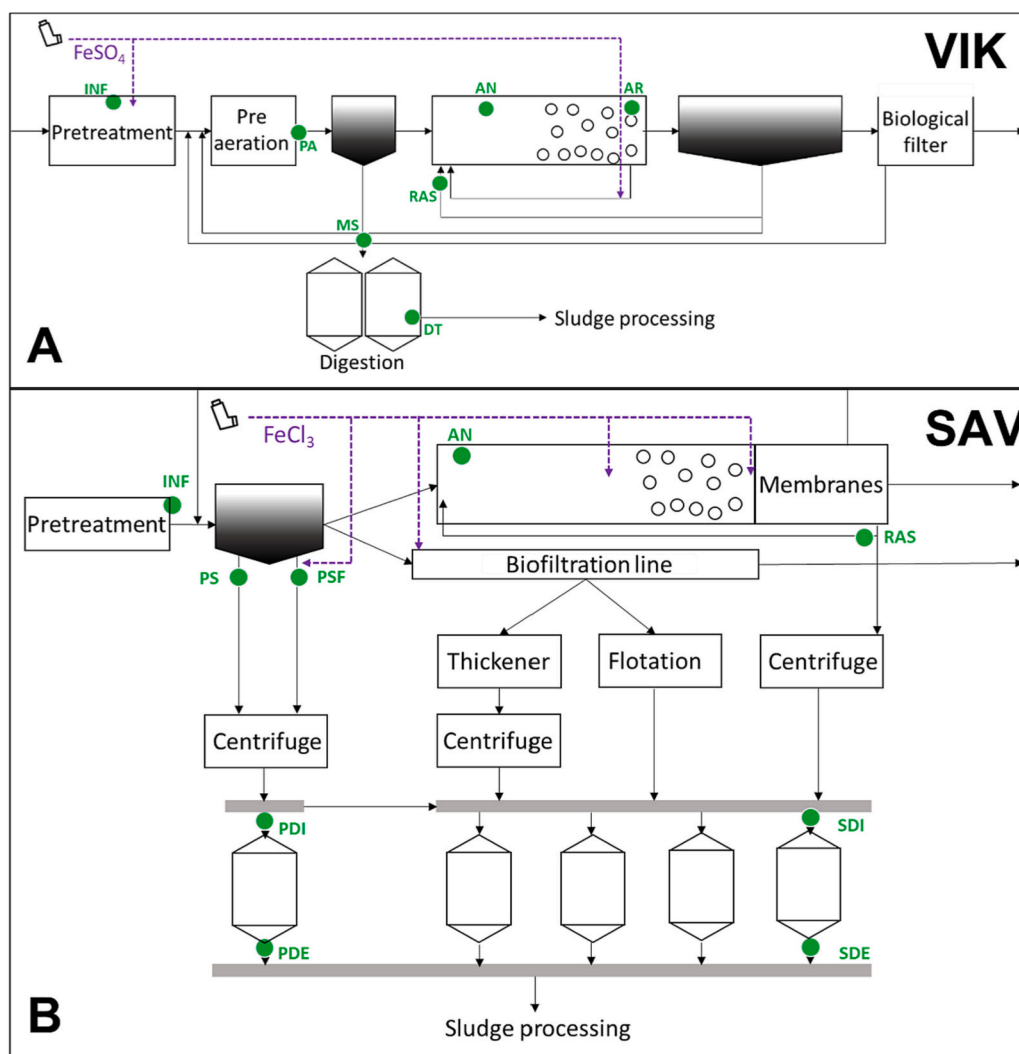 VIK
FeSO₄
INF
AN
AR
Pretreatment
Pre
aeration
PA
Biological
filter
RAS
MS
DT
Sludge processing
Digestion
A
SAV
FeCl₃
AN
INF
Pretreatment
Membranes
RAS
PS
PSF
Biofiltration line
Thickener
Flotation
Centrifuge
Centrifuge
Centrifuge
PDI
SDI
PDE
SDE
B
Sludge processing